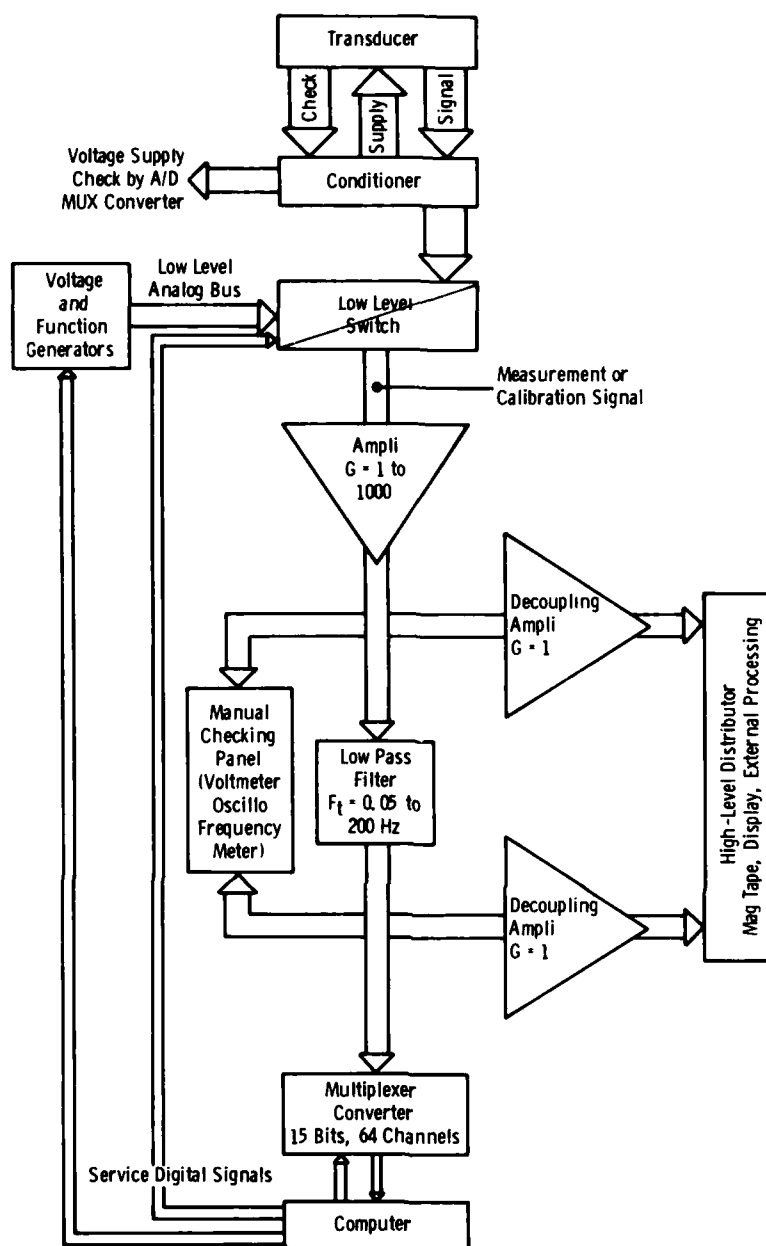 Transducer
Check
Supply
Signal
Voltage Supply
Check by A/D
MUX Converter
Conditioner
Low Level
Analog Bus
Voltage
and
Function
Generators
Low Level
Switch
Measurement or
Calibration Signal
Ampli
G = 1 to
1000
Decoupling
Ampli
G = 1
High-Level Distributor
Mag Tape, Display, External Processing
Manual
Checking
Panel
(Voltmeter
Oscillo
Frequency
Meter)
Low Pass
Filter
Ft = 0.05 to
200 Hz
Decoupling
Ampli
G = 1
Multiplexer
Converter
15 Bits, 64 Channels
Service Digital Signals
Computer